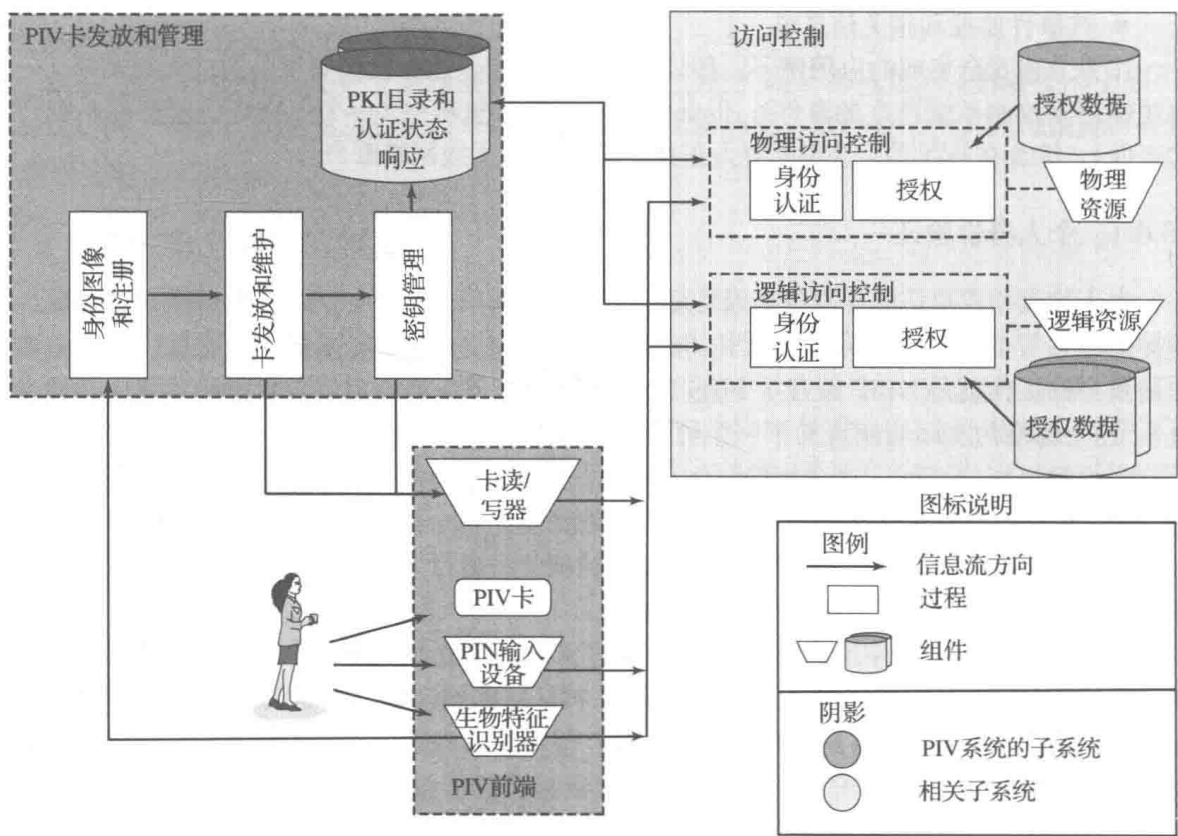 PIV卡发放和管理
PKI目录和
认证状态
响应
身份图像
和注册
卡发放和维护
密钥管理
访问控制
授权数据
物理访问控制
身份
认证
授权
物理
资源
逻辑访问控制
身份
认证
授权
逻辑资源
授权数据
卡读/
写器
PIV卡
PIN输入
设备
生物特征
识别器
PIV前端
图标说明
图例
信息流方向
过程
组件
阴影
PIV系统的子系统
相关子系统